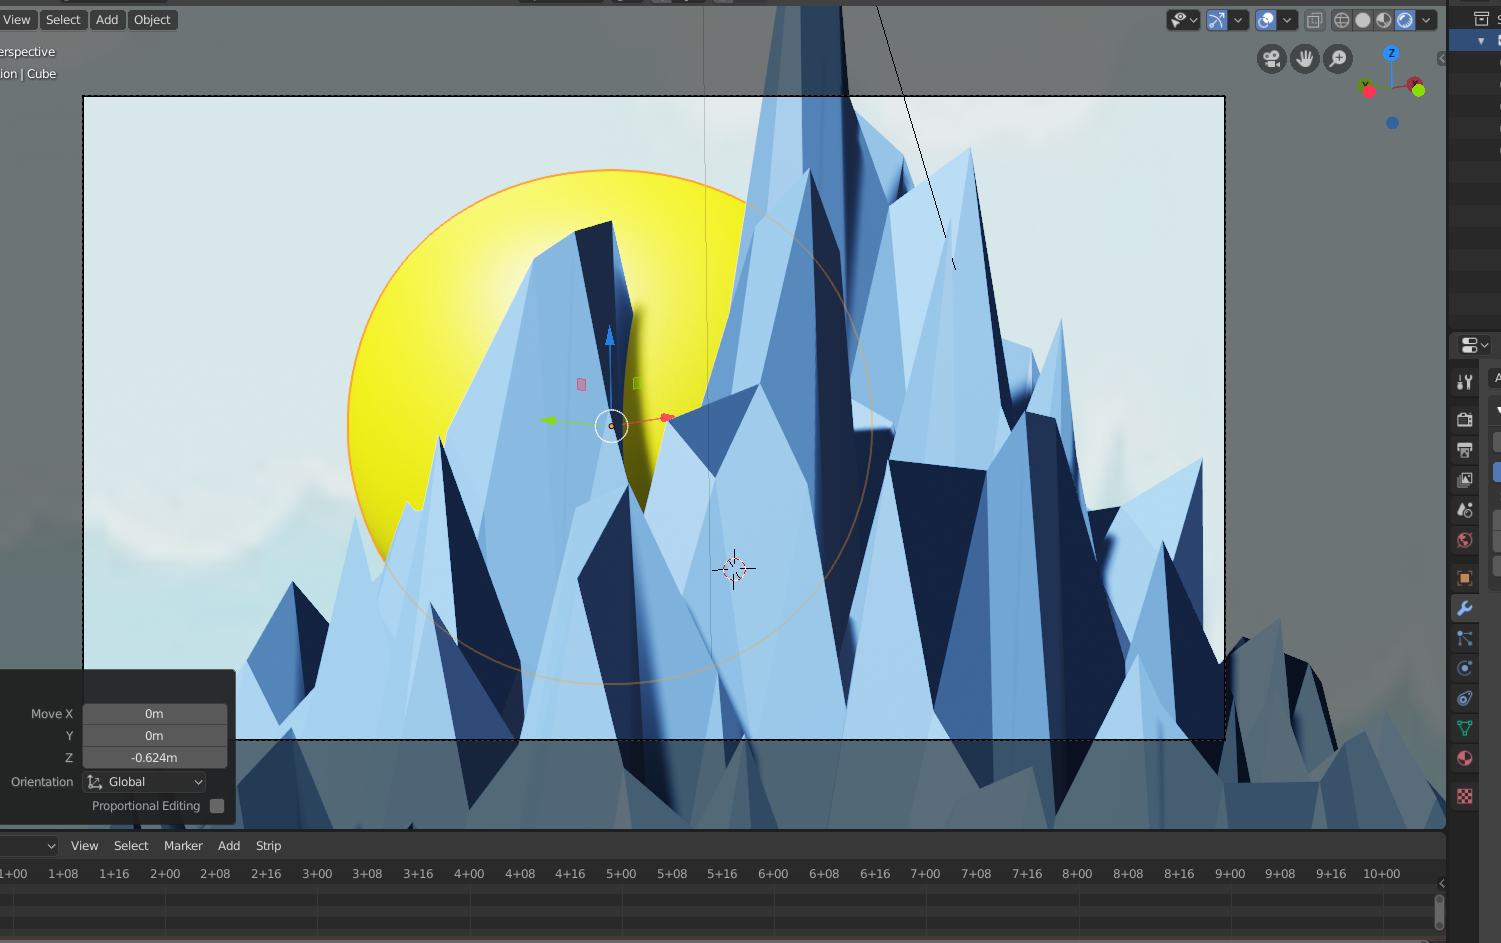 View Select Add Object
erspective
ion | Cube
Z
Y X
Move X 0m
Y 0m
Z -0.624m
Orientation Global
Proportional Editing
View Select Marker Add Strip
1+00 1+08 1+16 2+00 2+08 2+16 3+00 3+08 3+16 4+00 4+08 4+16 5+00 5+08 5+16 6+00 6+08 6+16 7+00 7+08 7+16 8+00 8+08 8+16 9+00 9+08 9+16 10+00